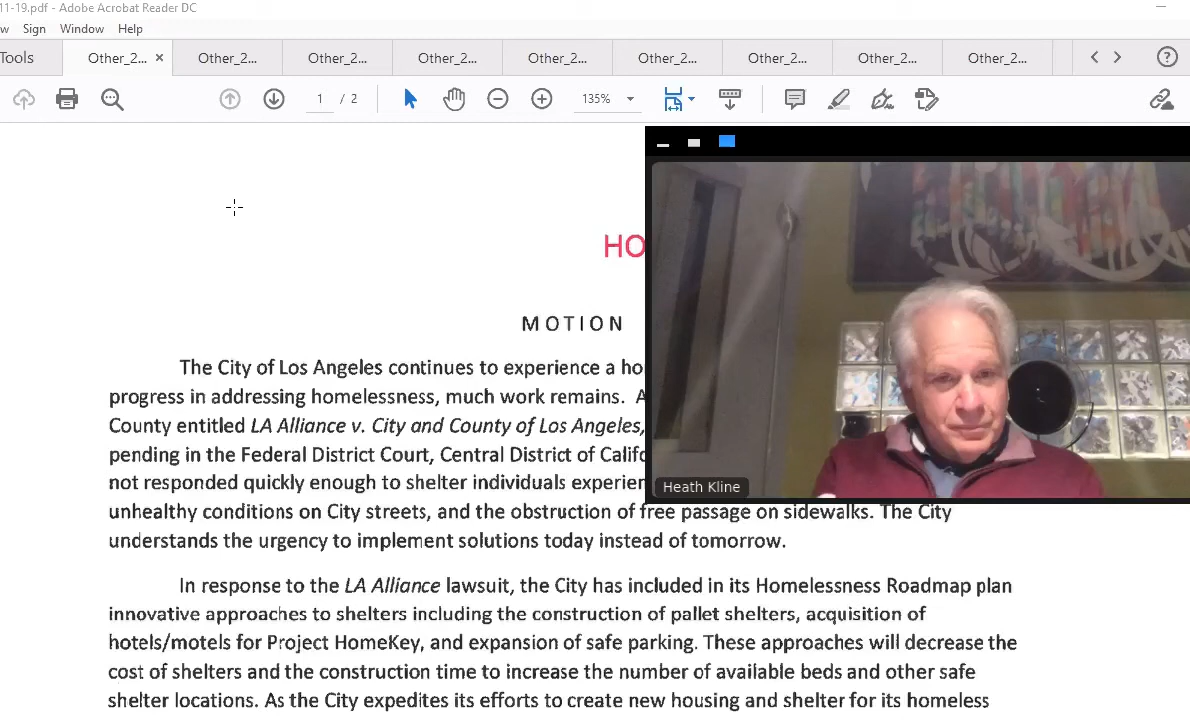 11-19.pdf - Adobe Acrobat Reader DC
w Sign Window Help
Tools Other_2... × Other_2... Other_2... Other_2... Other_2... Other_2... Other_2... Other_2... Other_2...
1 / 2 135%
HO
MOTION
The City of Los Angeles continues to experience a ho
progress in addressing homelessness, much work remains. A
County entitled LA Alliance v. City and County of Los Angeles,
pending in the Federal District Court, Central District of Califo
not responded quickly enough to shelter individuals experien
Heath Kline
unhealthy conditions on City streets, and the obstruction of free passage on sidewalks. The City
understands the urgency to implement solutions today instead of tomorrow.
In response to the LA Alliance lawsuit, the City has included in its Homelessness Roadmap plan
innovative approaches to shelters including the construction of pallet shelters, acquisition of
hotels/motels for Project HomeKey, and expansion of safe parking. These approaches will decrease the
cost of shelters and the construction time to increase the number of available beds and other safe
shelter locations. As the City expedites its efforts to create new housing and shelter for its homeless